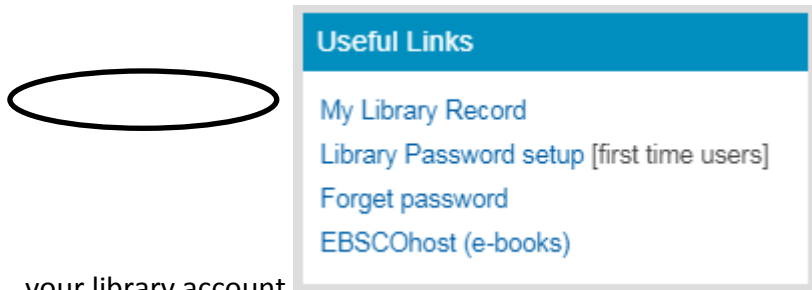 Useful Links
My Library Record
Library Password setup [first time users]
Forget password
EBSCOhost (e-books)
your library account